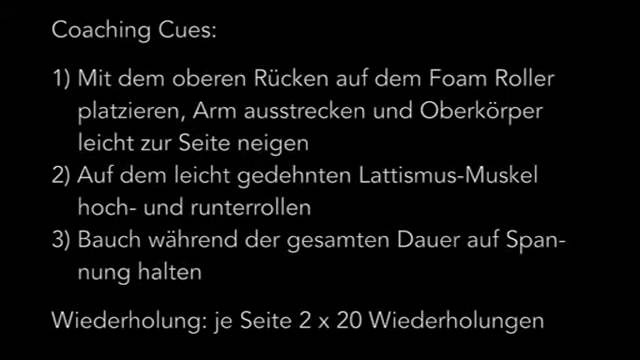 Coaching Cues:
1) Mit dem oberen Rücken auf dem Foam Roller
platzieren, Arm ausstrecken und Oberkörper
leicht zur Seite neigen
2) Auf dem leicht gedehnten Lattismus-Muskel
hoch- und runterrollen
3) Bauch während der gesamten Dauer auf Span-
nung halten
Wiederholung: je Seite 2 x 20 Wiederholungen